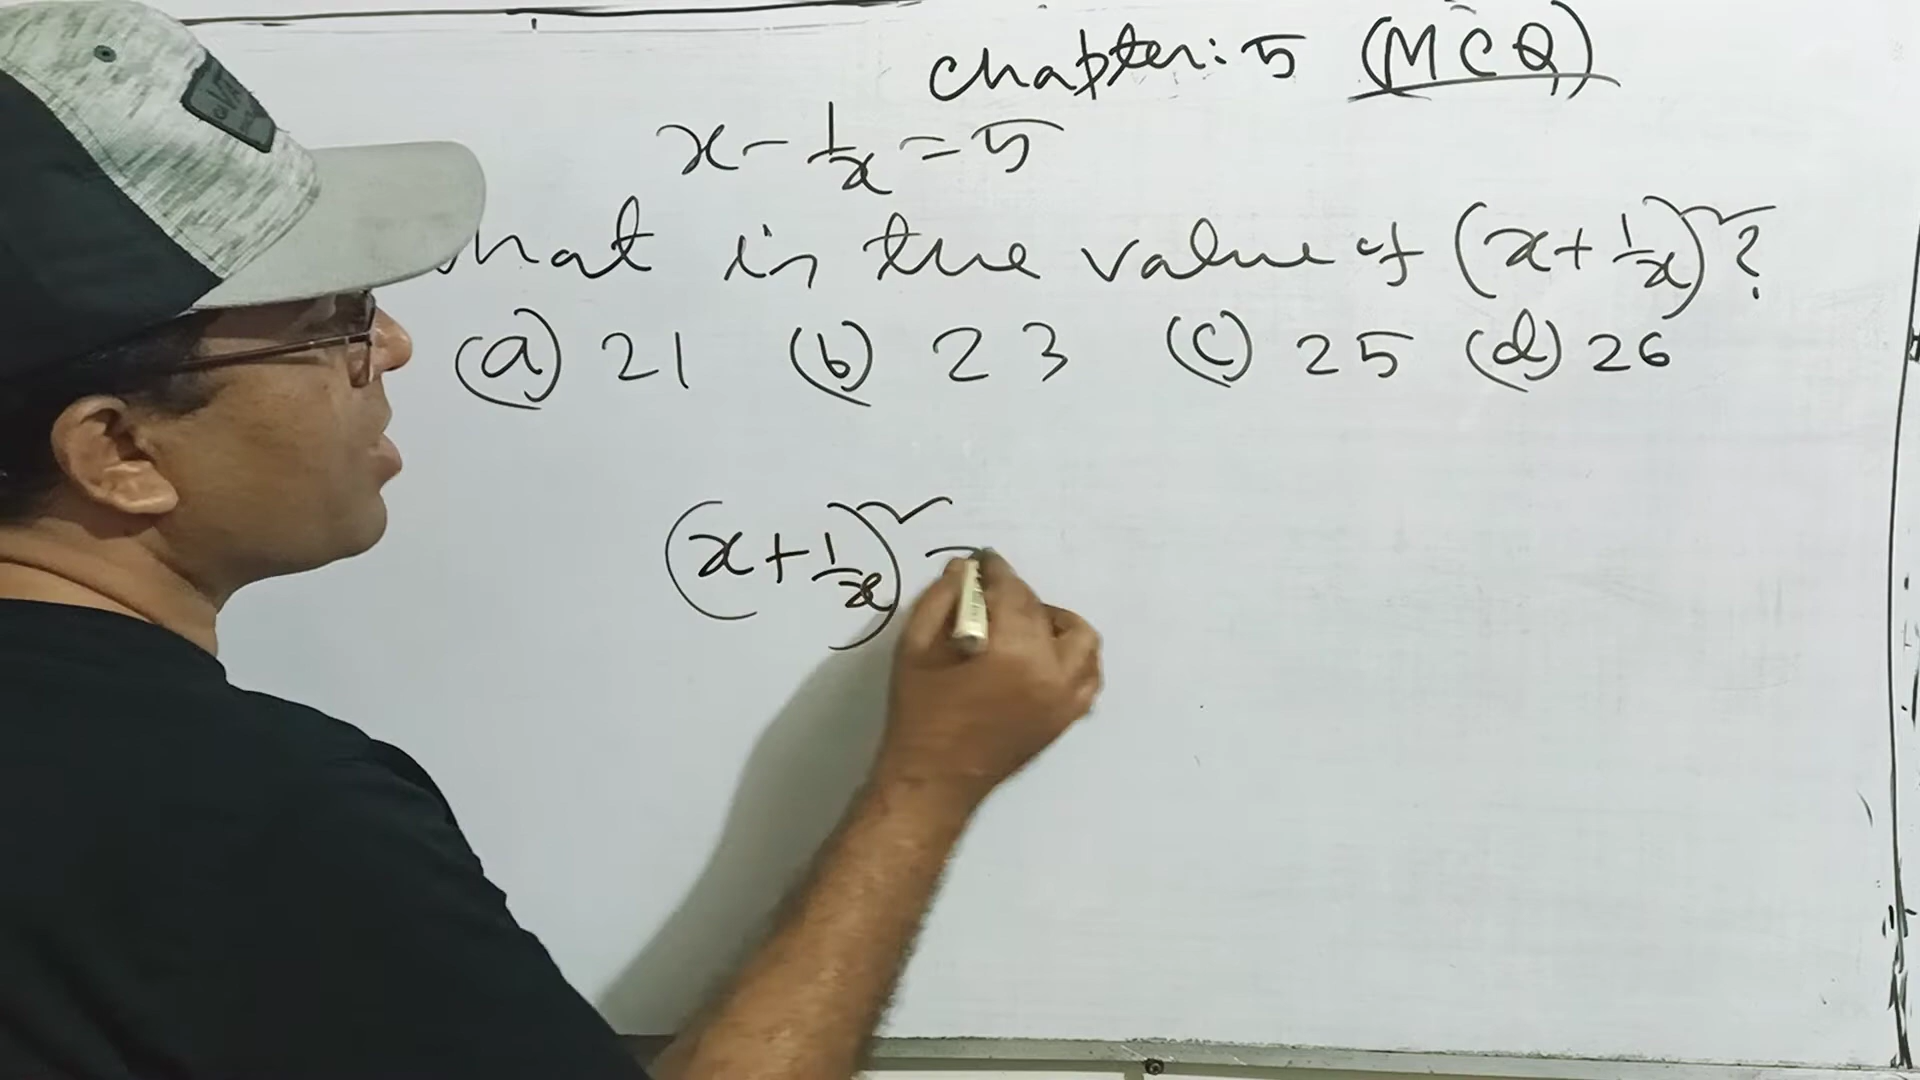 Chapter: 5 (MCQ)
x - 1/x = 5
hat is the value of (x + 1/x)² ?
(a) 21 (b) 23 (c) 25 (d) 26
(x + 1/x)² =